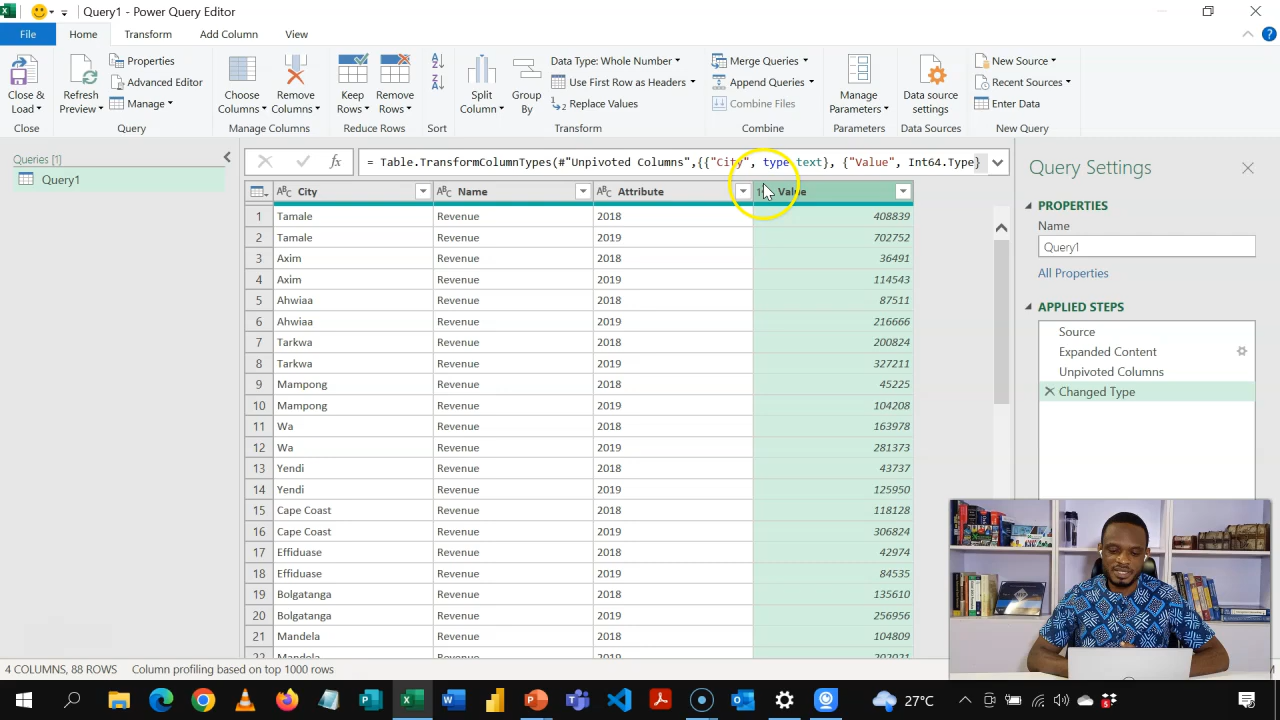 Query1 - Power Query Editor
File Home Transform Add Column View
Close & Load
Close
Refresh Preview
Properties
Advanced Editor
Manage
Query
Choose Columns
Remove Columns
Manage Columns
Keep Rows
Remove Rows
Reduce Rows
Sort
Split Column
Group By
Data Type: Whole Number
Use First Row as Headers
1→2 Replace Values
Transform
Merge Queries
Append Queries
Combine Files
Combine
Manage Parameters
Parameters
Data source settings
Data Sources
New Source
Recent Sources
Enter Data
New Query
Queries [1]
Query1
fx = Table.TransformColumnTypes(#"Unpivoted Columns",{{"City", type text}, {"Value", Int64.Type}
City Name Attribute Value
1 Tamale Revenue 2018 408839
2 Tamale Revenue 2019 702752
3 Axim Revenue 2018 36491
4 Axim Revenue 2019 114543
5 Ahwiaa Revenue 2018 87511
6 Ahwiaa Revenue 2019 216666
7 Tarkwa Revenue 2018 200824
8 Tarkwa Revenue 2019 327211
9 Mampong Revenue 2018 45225
10 Mampong Revenue 2019 104208
11 Wa Revenue 2018 163978
12 Wa Revenue 2019 281373
13 Yendi Revenue 2018 43737
14 Yendi Revenue 2019 125950
15 Cape Coast Revenue 2018 118128
16 Cape Coast Revenue 2019 306824
17 Effiduase Revenue 2018 42974
18 Effiduase Revenue 2019 84535
19 Bolgatanga Revenue 2018 135610
20 Bolgatanga Revenue 2019 256956
21 Mandela Revenue 2018 104809
22 Mandela Revenue 2019 202021
Query Settings
PROPERTIES
Name
Query1
All Properties
APPLIED STEPS
Source
Expanded Content
Unpivoted Columns
Changed Type
4 COLUMNS, 88 ROWS Column profiling based on top 1000 rows
27°C